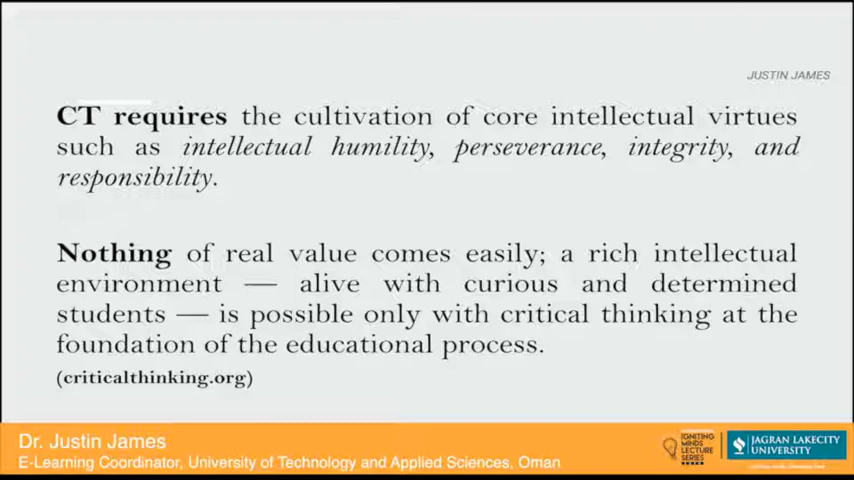 JUSTIN JAMES
CT requires the cultivation of core intellectual virtues
such as intellectual humility, perseverance, integrity, and
responsibility.
Nothing of real value comes easily; a rich intellectual
environment — alive with curious and determined
students — is possible only with critical thinking at the
foundation of the educational process.
(criticalthinking.org)
Dr. Justin James
E-Learning Coordinator, University of Technology and Applied Sciences, Oman
IGNITING
MINDS
LECTURE
SERIES
JAGRAN LAKECITY
UNIVERSITY